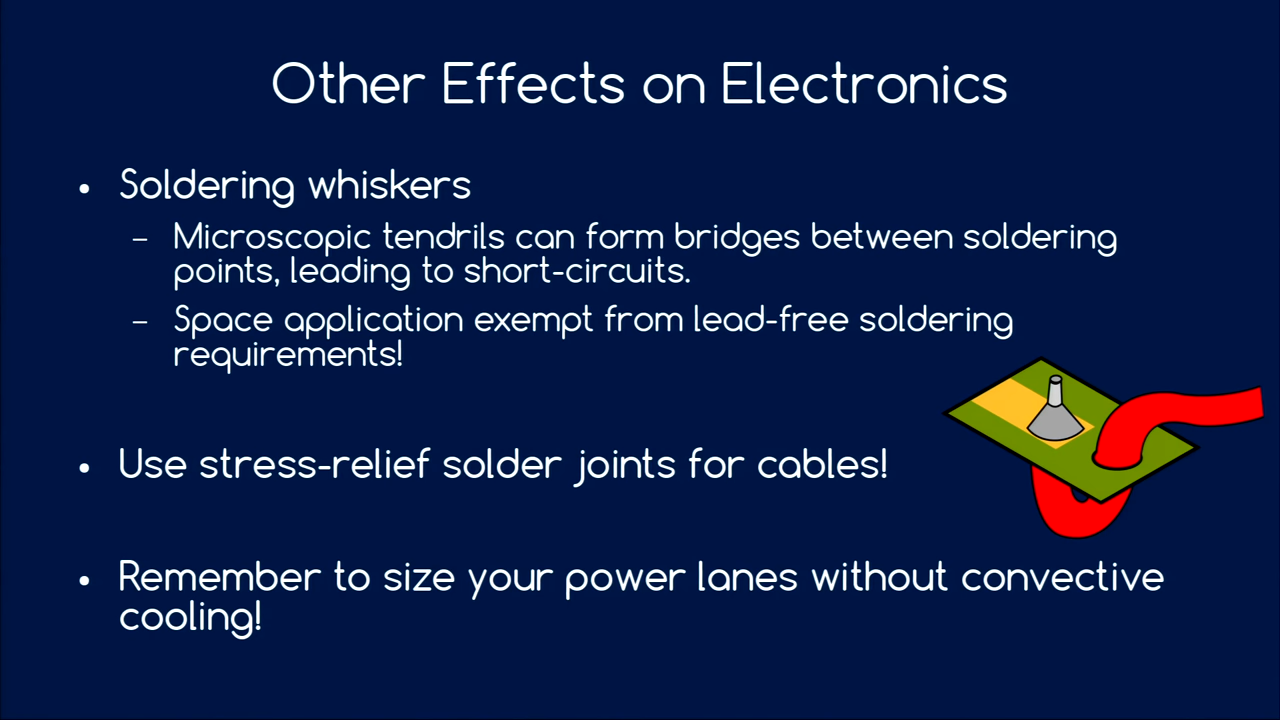 Other Effects on Electronics
• Soldering whiskers
– Microscopic tendrils can form bridges between soldering
points, leading to short-circuits.
– Space application exempt from lead-free soldering
requirements!
• Use stress-relief solder joints for cables!
• Remember to size your power lanes without convective
cooling!